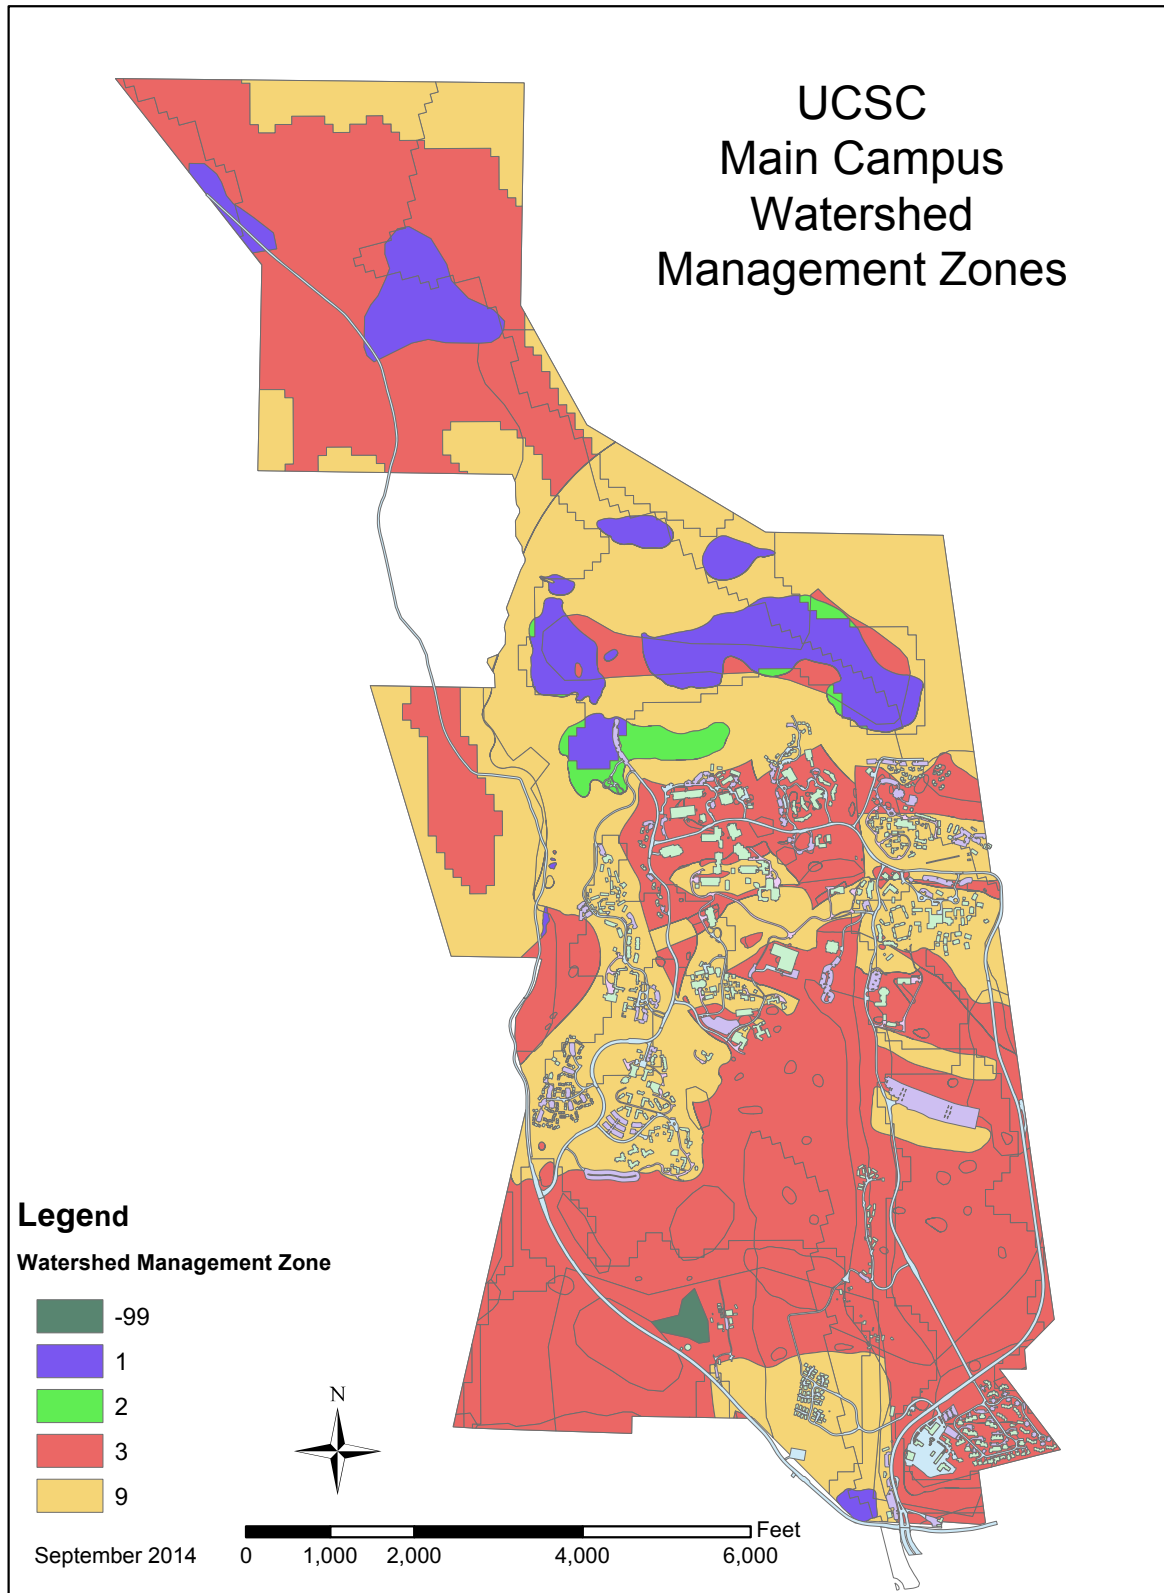 UCSC
Main Campus
Watershed
Management Zones
Legend
Watershed Management Zone
-99
1
2
3
9
N
September 2014
Feet
0 1,000 2,000 4,000 6,000